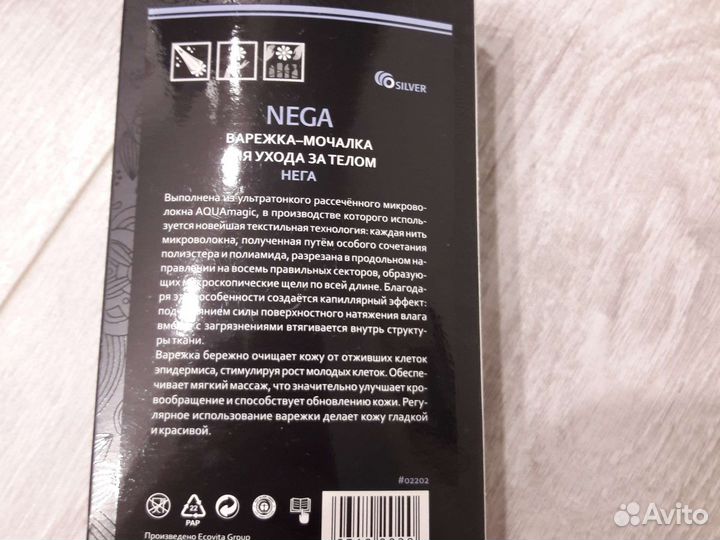 SILVER
NEGA
ВАРЕЖКА–МОЧАЛКА
УХОДА ЗА ТЕЛОМ
НЕГА
Выполнена из ультратонкого рассечённого микрово-
локна AQUAmagic, в производстве которого исполь-
зуется новейшая текстильная технология: каждая нить
микроволокна, полученная путём особого сочетания
полиэстера и полиамида, разрезана в продольном на-
правлении на восемь правильных секторов, образую-
щих микроскопические щели по всей длине. Благода-
ря особенности создаётся капиллярный эффект:
под силы поверхностного натяжения влага
вместе с загрязнениями втягивается внутрь структу-
ры ткани.
Варежка бережно очищает кожу от отживших клеток
эпидермиса, стимулируя рост молодых клеток. Обеспе-
чивает мягкий массаж, что значительно улучшает кро-
вообращение и способствует обновлению кожи. Регу-
лярное использование варежки делает кожу гладкой
и красивой.
#02202
22
PAP
Произведено Ecovita Group
Avito